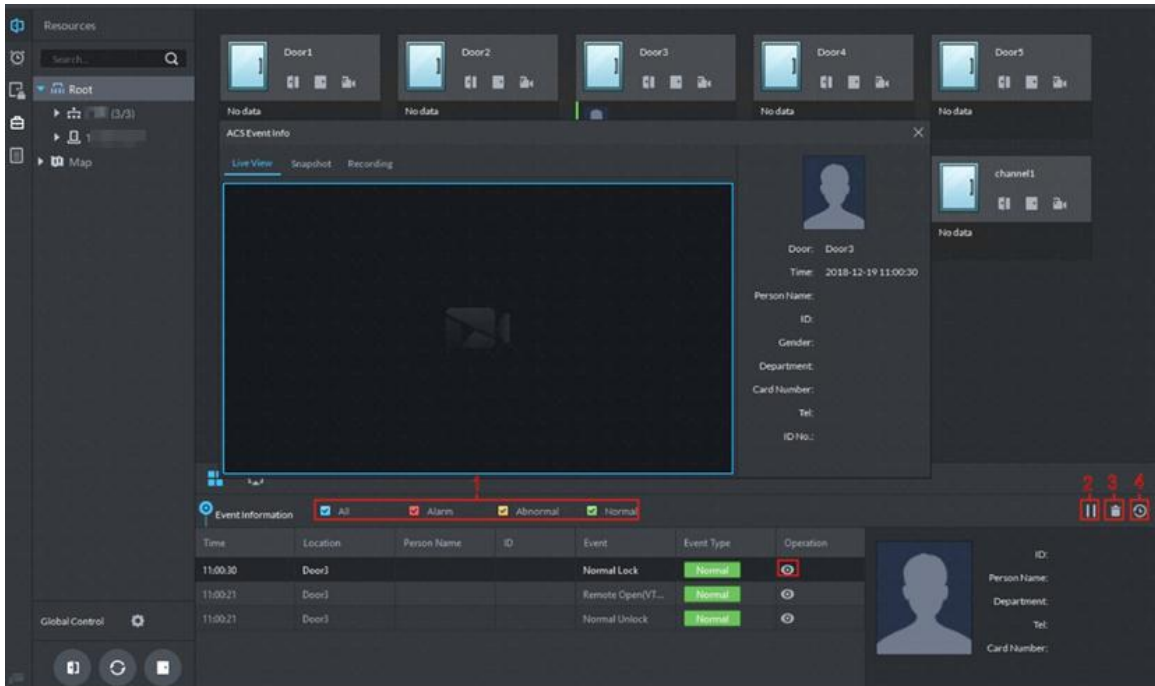 Resources
Search...
Root
(3/3)
1
Map
Door1
Door2
Door3
Door4
Door5
No data
No data
No data
No data
channel1
No data
ACS Event Info
Live View
Snapshot
Recording
Door: Door3
Time: 2018-12-19 11:00:30
Person Name:
ID:
Gender:
Department:
Card Number:
Tel:
ID No.:
1
2 3 4
Event Information
All
Alarm
Abnormal
Normal
Time Location Person Name ID Event Event Type Operation
11:00:30 Door3 Normal Lock Normal
11:00:21 Door3 Remote Open(VT... Normal
11:00:21 Door3 Normal Unlock Normal
ID:
Person Name:
Department:
Tel:
Card Number:
Global Control